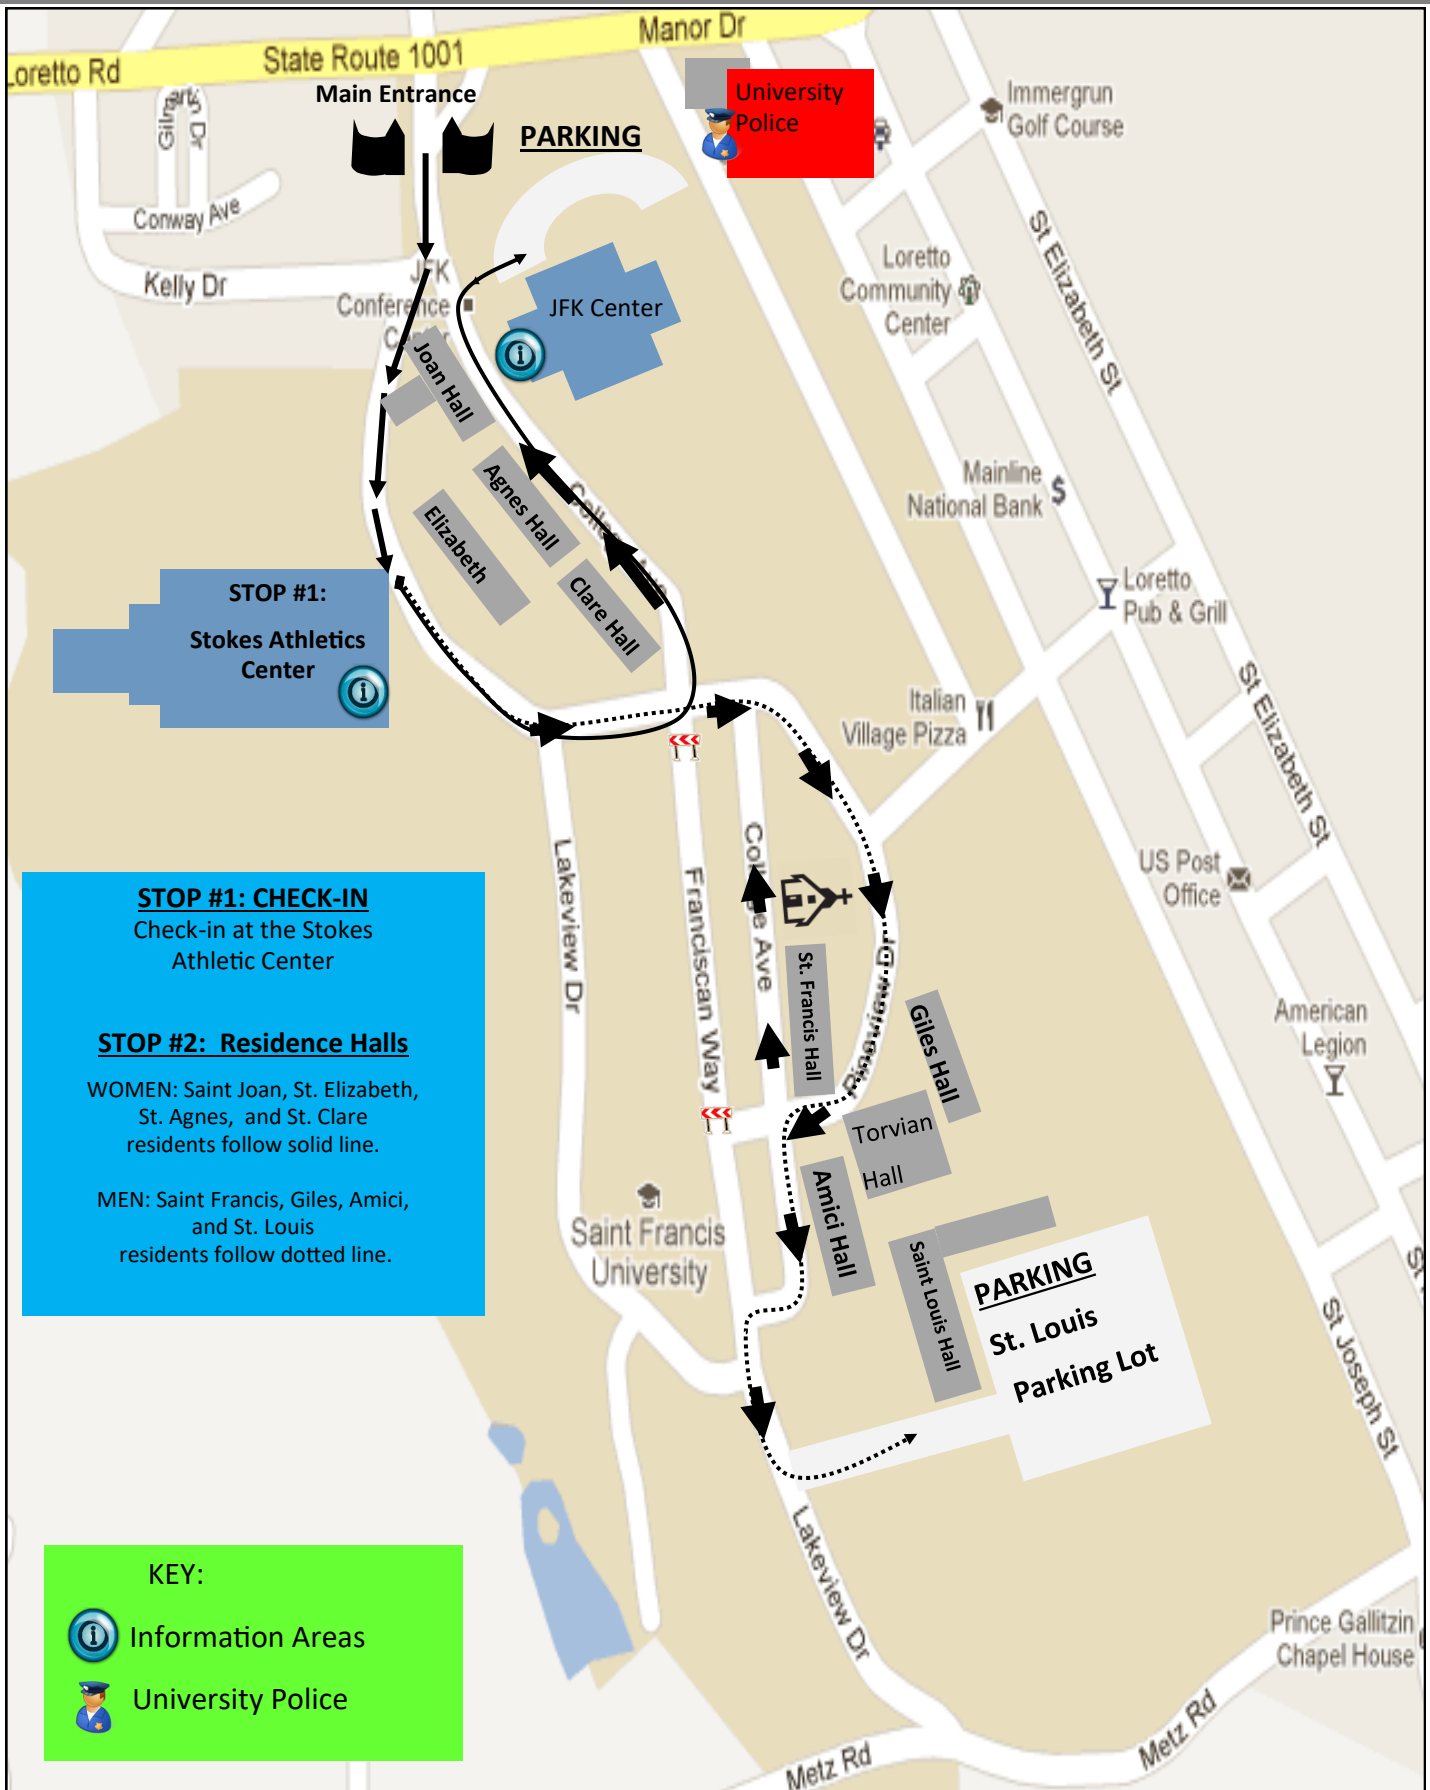 Manor Dr
State Route 1001
Loretto Rd
Main Entrance
PARKING
University
Police
Immergrun
Golf Course
Conway Ave
Kelly Dr
JFK
Conference
JFK Center
Loretto
Community
Center
St Elizabeth St
Joan Hall
Agnes Hall
Elizabeth
Clare Hall
Mainline
National Bank
$
Loretto
Pub & Grill
STOP #1:
Stokes Athletics
Center
Italian
Village Pizza
St Elizabeth St
US Post
Office
Lakeview Dr
Franciscan Way
College Ave
St. Francis Hall
Pineview Dr
Giles Hall
STOP #1: CHECK-IN
Check-in at the Stokes
Athletic Center
STOP #2: Residence Halls
WOMEN: Saint Joan, St. Elizabeth,
St. Agnes, and St. Clare
residents follow solid line.
MEN: Saint Francis, Giles, Amici,
and St. Louis
residents follow dotted line.
American
Legion
Torvian
Hall
Amici Hall
Saint Francis
University
Saint Louis Hall
PARKING
St. Louis
Parking Lot
St Joseph St
Lakeview Dr
KEY:
Information Areas
University Police
Prince Gallitzin
Chapel House
Metz Rd
Metz Rd